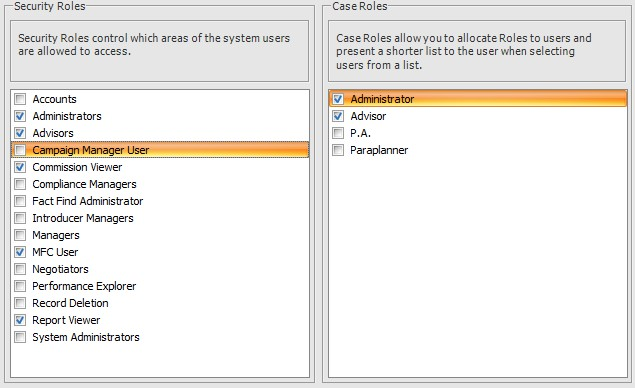 Security Roles
Security Roles control which areas of the system users
are allowed to access.
Accounts
Administrators
Advisors
Campaign Manager User
Commission Viewer
Compliance Managers
Fact Find Administrator
Introducer Managers
Managers
MFC User
Negotiators
Performance Explorer
Record Deletion
Report Viewer
System Administrators
Case Roles
Case Roles allow you to allocate Roles to users and
present a shorter list to the user when selecting
users from a list.
Administrator
Advisor
P.A.
Paraplanner